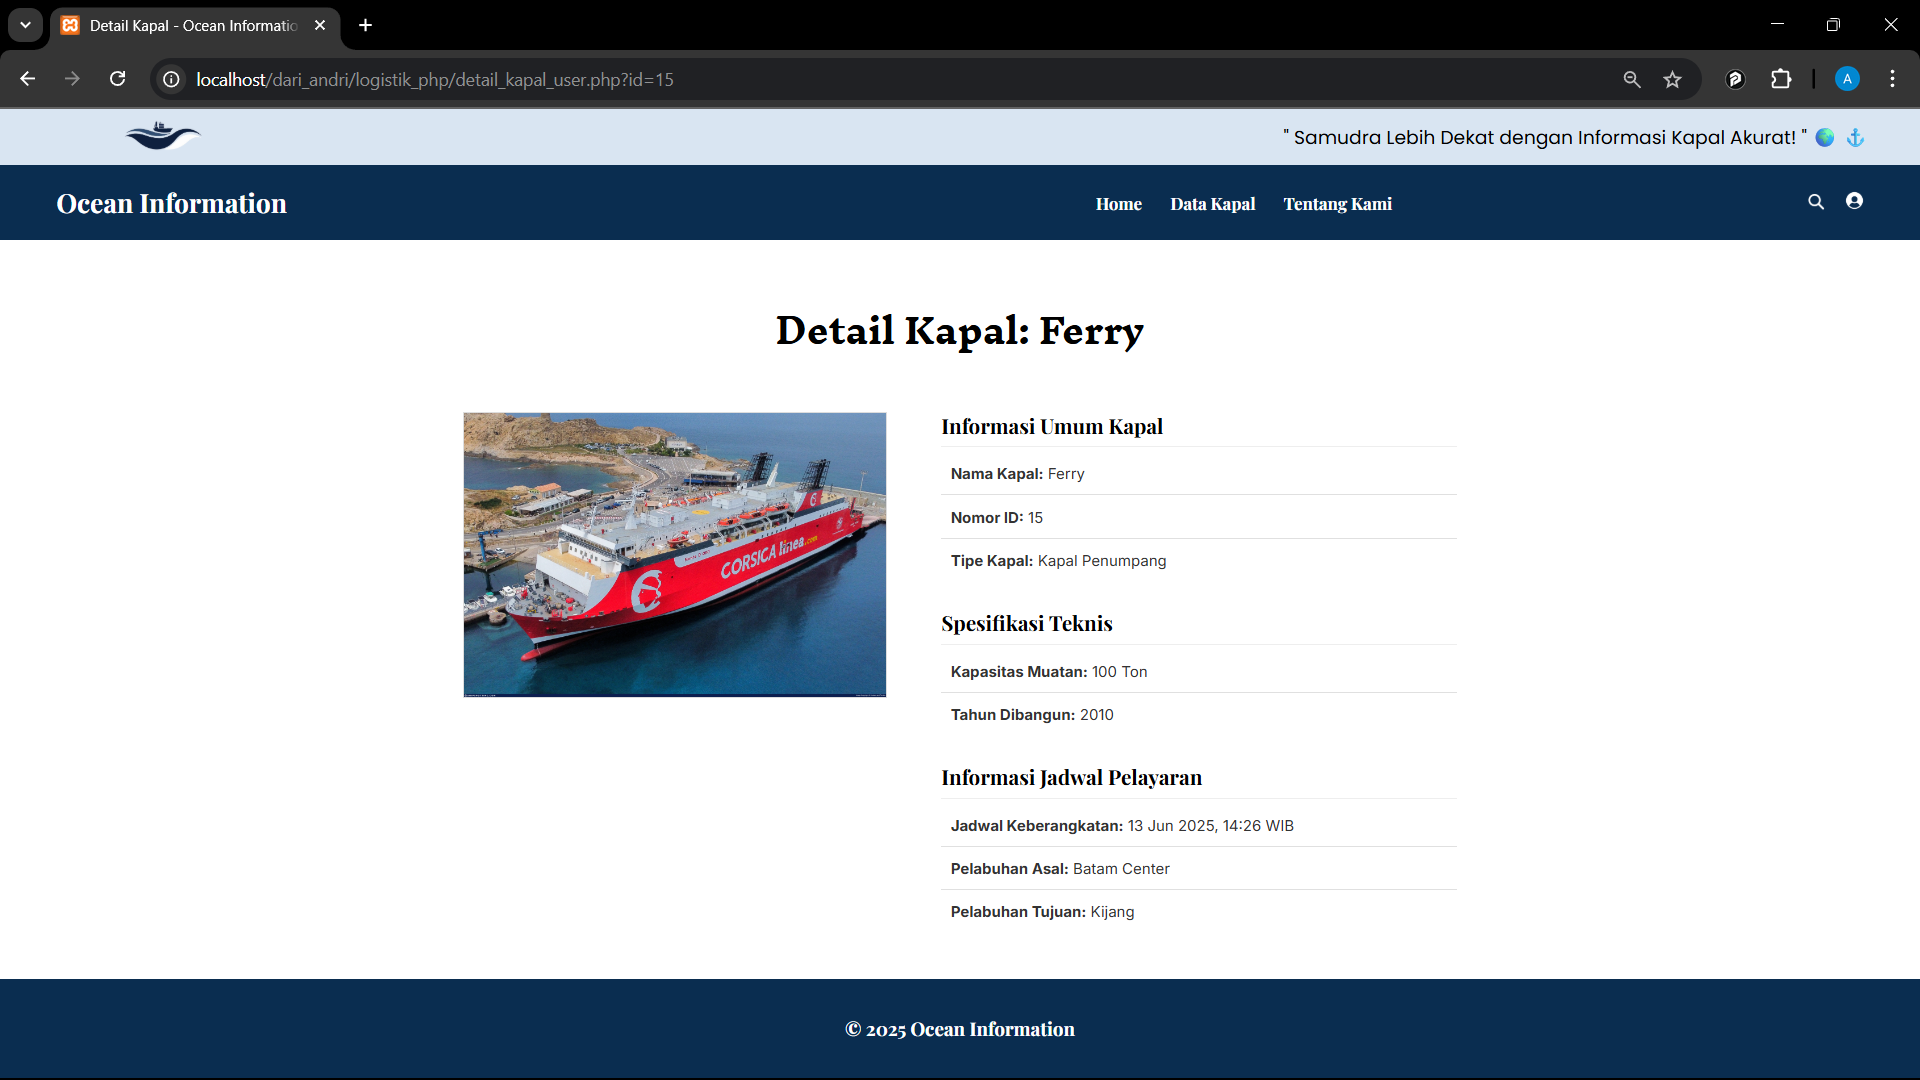 Detail Kapal - Ocean Informatio
localhost/dari_andri/logistik_php/detail_kapal_user.php?id=15
A
" Samudra Lebih Dekat dengan Informasi Kapal Akurat! " 🌍 ⚓
Ocean Information
Home Data Kapal Tentang Kami
Detail Kapal: Ferry
CORSICA linea.com
Informasi Umum Kapal
Nama Kapal: Ferry
Nomor ID: 15
Tipe Kapal: Kapal Penumpang
Spesifikasi Teknis
Kapasitas Muatan: 100 Ton
Tahun Dibangun: 2010
Informasi Jadwal Pelayaran
Jadwal Keberangkatan: 13 Jun 2025, 14:26 WIB
Pelabuhan Asal: Batam Center
Pelabuhan Tujuan: Kijang
© 2025 Ocean Information